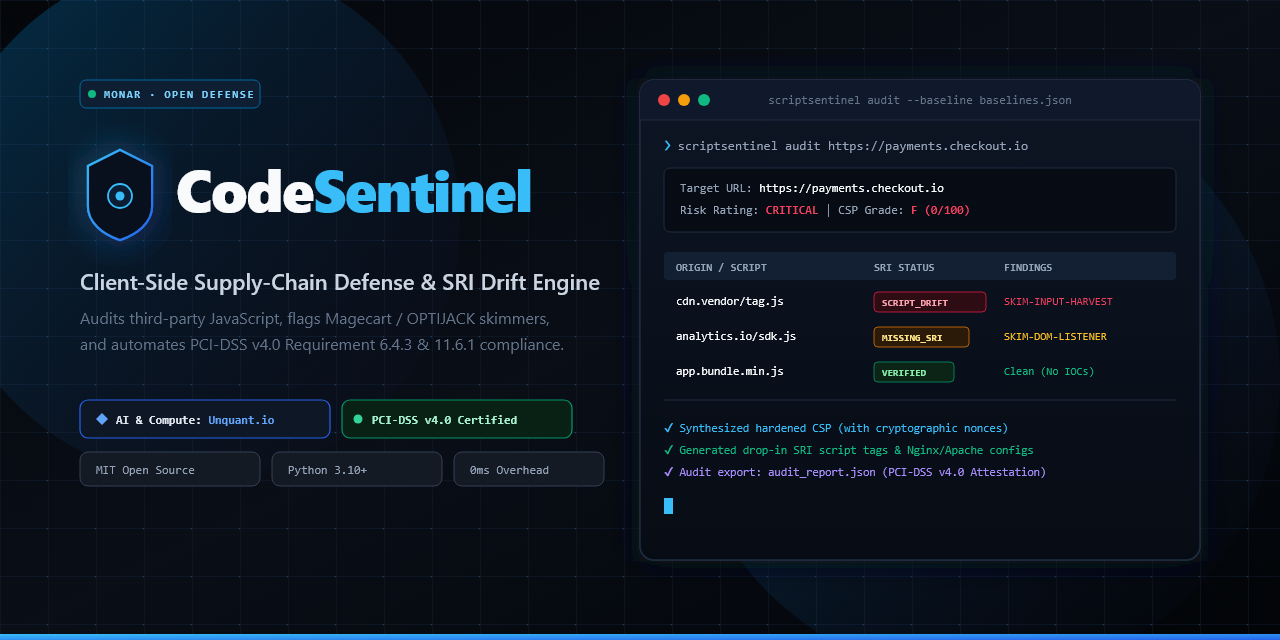 MONAR · OPEN DEFENSE
CodeSentinel
Client-Side Supply-Chain Defense & SRI Drift Engine
Audits third-party JavaScript, flags Magecart / OPTIJACK skimmers,
and automates PCI-DSS v4.0 Requirement 6.4.3 & 11.6.1 compliance.
AI & Compute: Unquant.io
PCI-DSS v4.0 Certified
MIT Open Source
Python 3.10+
0ms Overhead
scriptsentinel audit --baseline baselines.json
❯ scriptsentinel audit https://payments.checkout.io
Target URL: https://payments.checkout.io
Risk Rating: CRITICAL | CSP Grade: F (0/100)
ORIGIN / SCRIPT SRI STATUS FINDINGS
cdn.vendor/tag.js SCRIPT_DRIFT SKIM-INPUT-HARVEST
analytics.io/sdk.js MISSING_SRI SKIM-DOM-LISTENER
app.bundle.min.js VERIFIED Clean (No IOCs)
✓ Synthesized hardened CSP (with cryptographic nonces)
✓ Generated drop-in SRI script tags & Nginx/Apache configs
✓ Audit export: audit_report.json (PCI-DSS v4.0 Attestation)